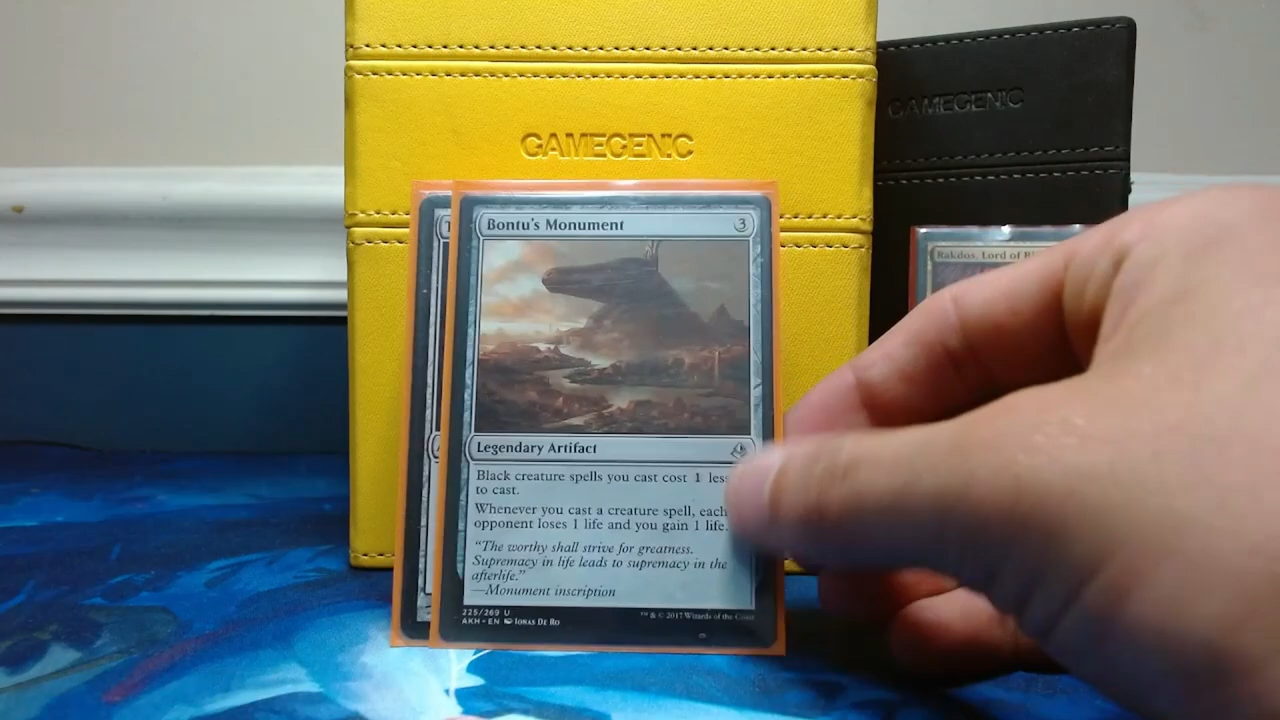 GAMEGENIC
GAMEGENIC
Rakdos, Lord of
T
Bontu's Monument 3
Legendary Artifact
Black creature spells you cast cost 1 les
to cast.
Whenever you cast a creature spell, each
opponent loses 1 life and you gain 1 life.
"The worthy shall strive for greatness.
Supremacy in life leads to supremacy in the
afterlife."
—Monument inscription
225/269 U
AKH • EN Jonas De Ro
™ & © 2017 Wizards of the Coast